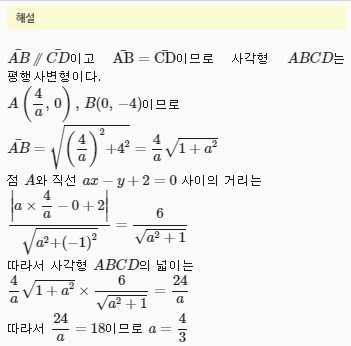 해설
$\bar{AB} ⫽ \bar{CD}$이고 $\bar{\mathrm{AB}} = \bar{\mathrm{CD}}$이므로 사각형 $ABCD$는
평행사변형이다.
$A\left(\frac{4}{a}, 0\right), B(0, -4)$이므로
$\bar{AB} = \sqrt{\left(\frac{4}{a}\right)^2 + 4^2} = \frac{4}{a}\sqrt{1+a^2}$
점 $A$와 직선 $ax - y + 2 = 0$ 사이의 거리는
$\frac{\left|a \times \frac{4}{a} - 0 + 2\right|}{\sqrt{a^2 + (-1)^2}} = \frac{6}{\sqrt{a^2+1}}$
따라서 사각형 $ABCD$의 넓이는
$\frac{4}{a}\sqrt{1+a^2} \times \frac{6}{\sqrt{a^2+1}} = \frac{24}{a}$
따라서 $\frac{24}{a} = 18$이므로 $a = \frac{4}{3}$